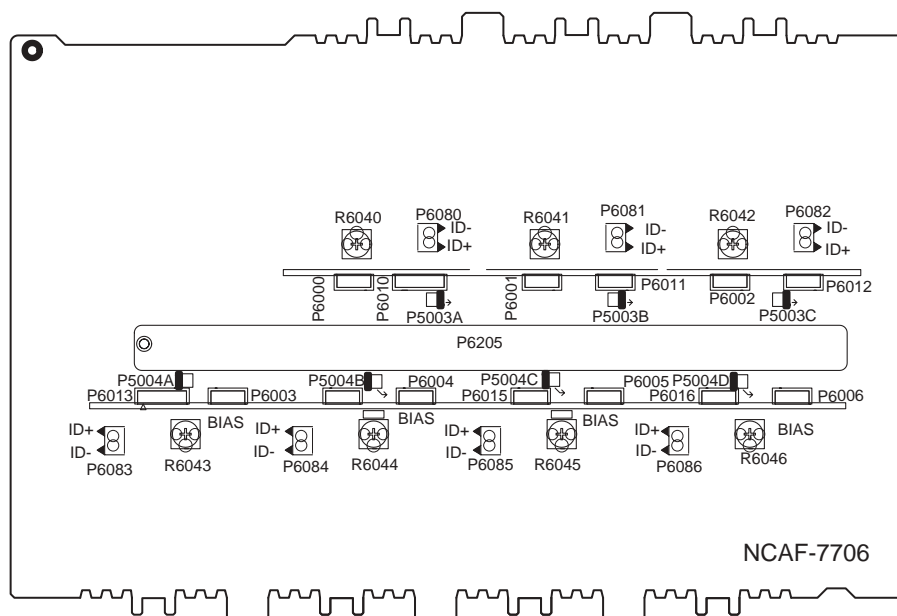 R6040 P6080 R6041 P6081 R6042 P6082
ID- ID- ID-
ID+ ID+ ID+
P6000 P6010 P6001 P6011 P6002 P6012
P5003A P5003B P5003C
P6205
P5004A P5004B P5004C P5004D
P6013 P6003 P6004 P6015 P6005 P6016 P6006
BIAS BIAS BIAS BIAS
ID+ ID+ ID+ ID+
ID- ID- ID- ID-
P6083 R6043 P6084 R6044 P6085 R6045 P6086 R6046
NCAF-7706